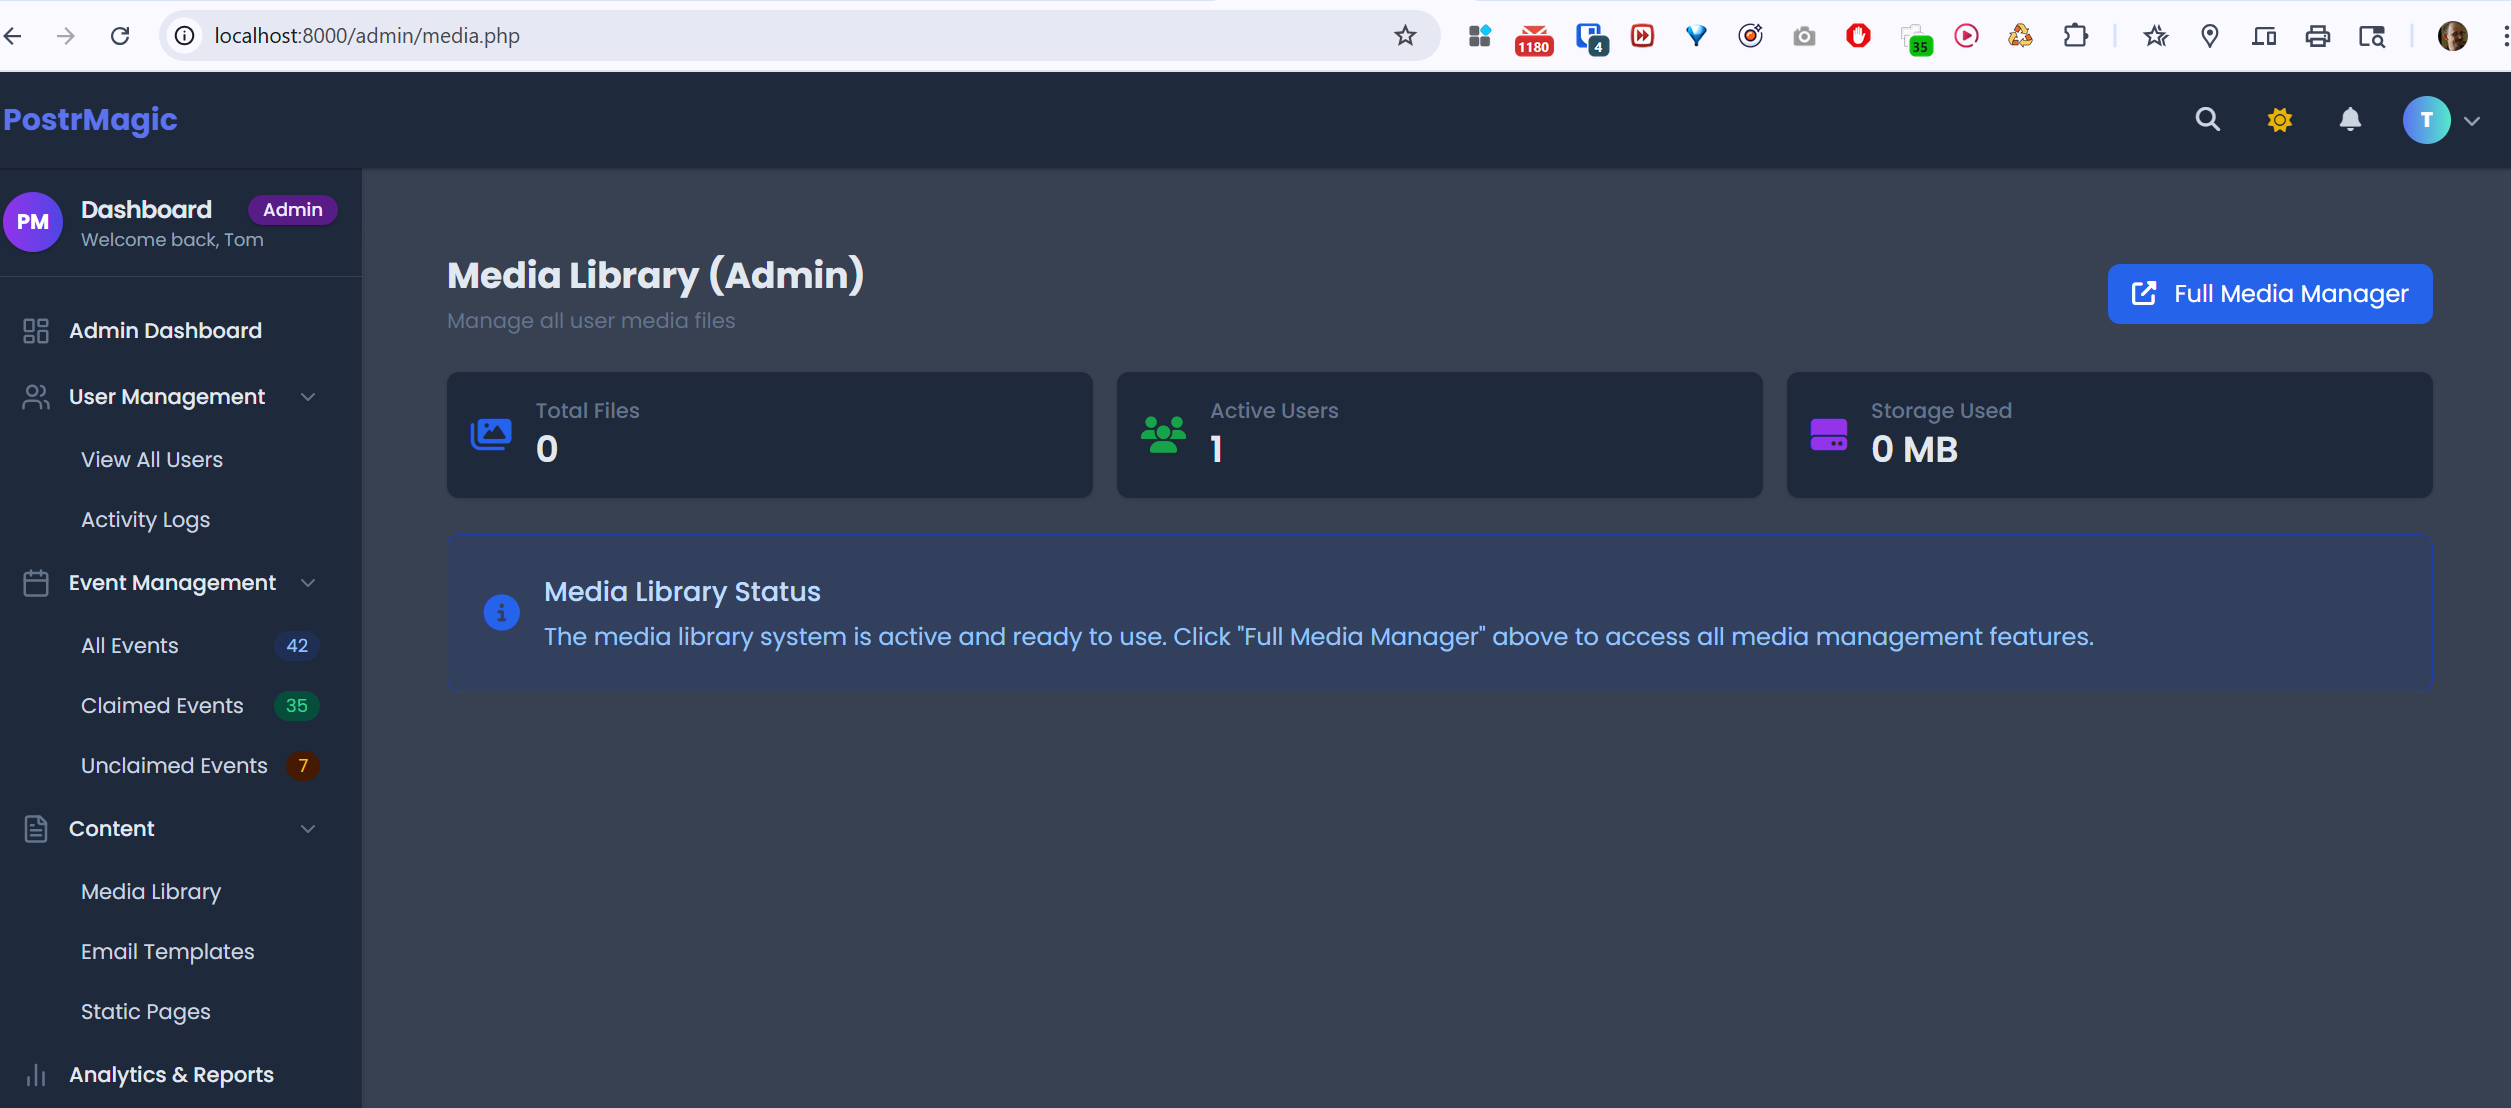 localhost:8000/admin/media.php
1180
4
35
PostrMagic
T
PM
Dashboard
Admin
Welcome back, Tom
Admin Dashboard
User Management
View All Users
Activity Logs
Event Management
All Events
42
Claimed Events
35
Unclaimed Events
7
Content
Media Library
Email Templates
Static Pages
Analytics & Reports
Media Library (Admin)
Manage all user media files
Full Media Manager
Total Files
0
Active Users
1
Storage Used
0 MB
Media Library Status
The media library system is active and ready to use. Click "Full Media Manager" above to access all media management features.